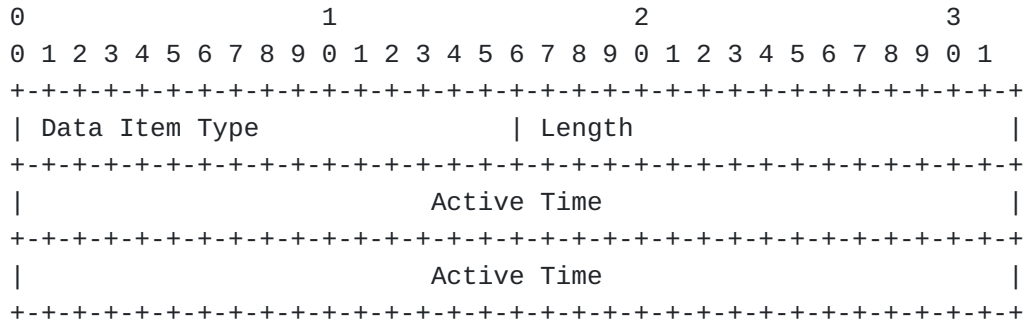 0                   1                   2                   3
0 1 2 3 4 5 6 7 8 9 0 1 2 3 4 5 6 7 8 9 0 1 2 3 4 5 6 7 8 9 0 1
+-+-+-+-+-+-+-+-+-+-+-+-+-+-+-+-+-+-+-+-+-+-+-+-+-+-+-+-+-+-+-+-+
| Data Item Type                | Length                        |
+-+-+-+-+-+-+-+-+-+-+-+-+-+-+-+-+-+-+-+-+-+-+-+-+-+-+-+-+-+-+-+-+
|                          Active Time                          |
+-+-+-+-+-+-+-+-+-+-+-+-+-+-+-+-+-+-+-+-+-+-+-+-+-+-+-+-+-+-+-+-+
|                          Active Time                          |
+-+-+-+-+-+-+-+-+-+-+-+-+-+-+-+-+-+-+-+-+-+-+-+-+-+-+-+-+-+-+-+-+